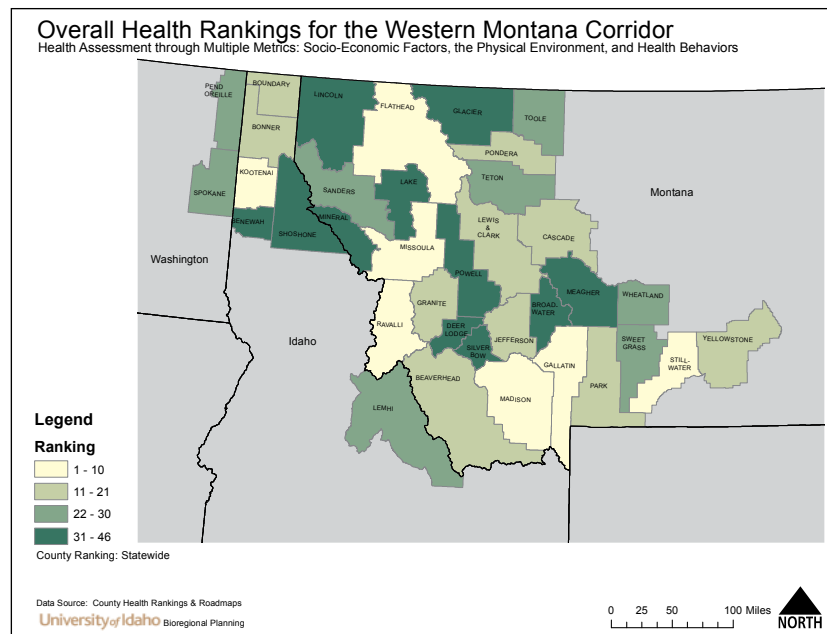 Overall Health Rankings for the Western Montana Corridor
Health Assessment through Multiple Metrics: Socio-Economic Factors, the Physical Environment, and Health Behaviors
PEND
OREILLE
BOUNDARY
LINCOLN
FLATHEAD
GLACIER
TOOLE
BONNER
PONDERA
KOOTENAI
SPOKANE
SANDERS
LAKE
TETON
Montana
BENEWAH
SHOSHONE
MINERAL
MISSOULA
LEWIS
&
CLARK
CASCADE
Washington
POWELL
MEAGHER
WHEATLAND
GRANITE
BROAD-
WATER
RAVALLI
DEER
LODGE
SILVER
BOW
JEFFERSON
Idaho
SWEET
GRASS
YELLOWSTONE
STILL-
WATER
GALLATIN
PARK
BEAVERHEAD
MADISON
LEMHI
Legend
Ranking
1 - 10
11 - 21
22 - 30
31 - 46
County Ranking: Statewide
Data Source: County Health Rankings & Roadmaps
University of Idaho Bioregional Planning
0 25 50 100 Miles
NORTH